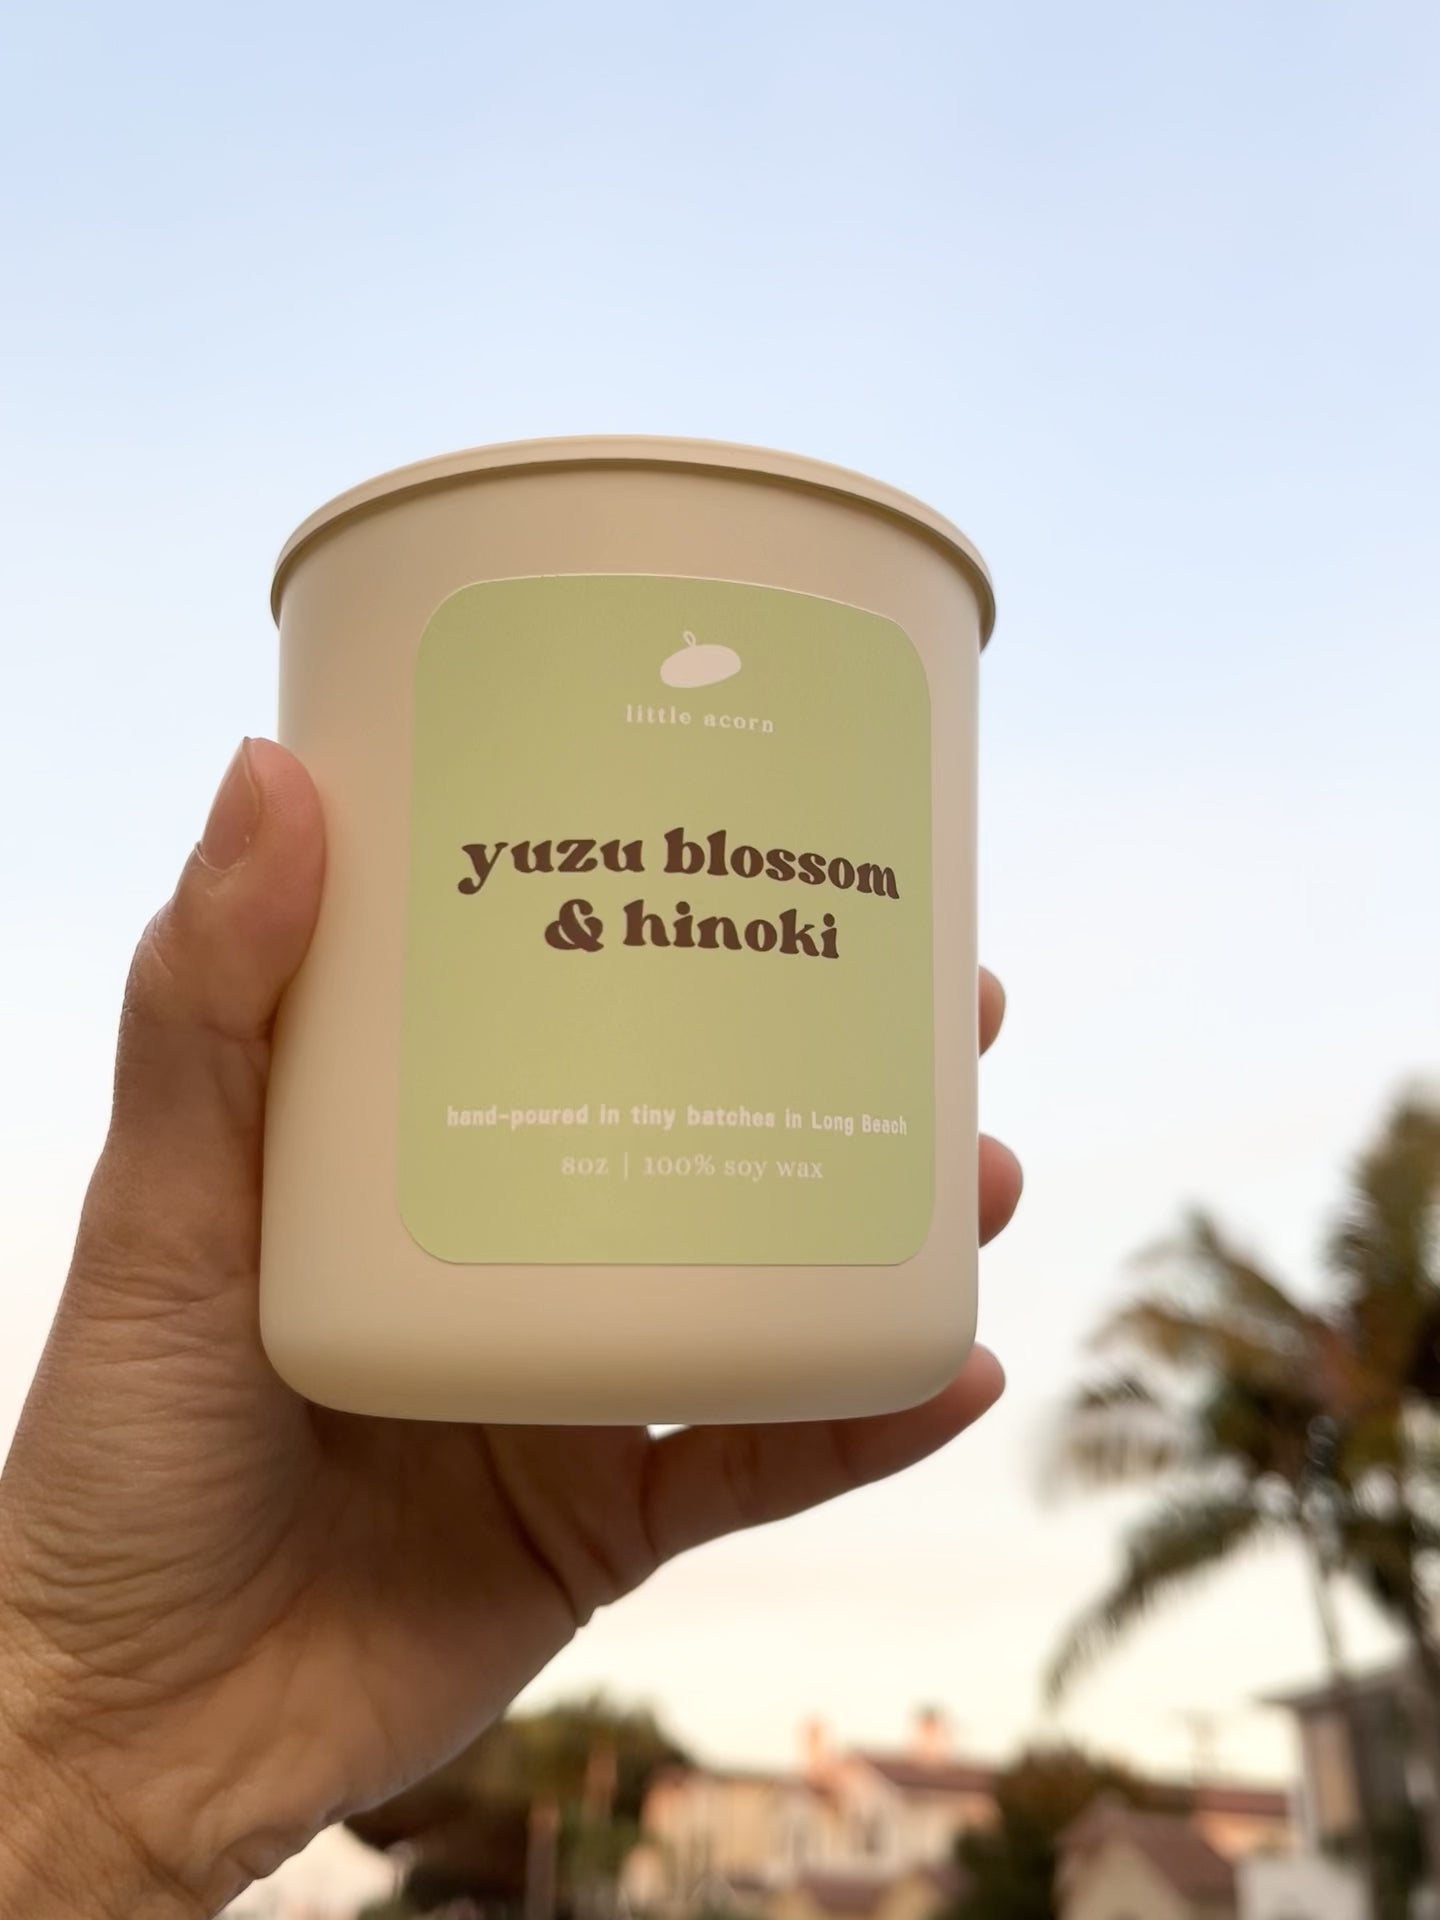 little acorn
yuzu blossom
& hinoki
hand-poured in tiny batches in Long Beach
8oz | 100% soy wax